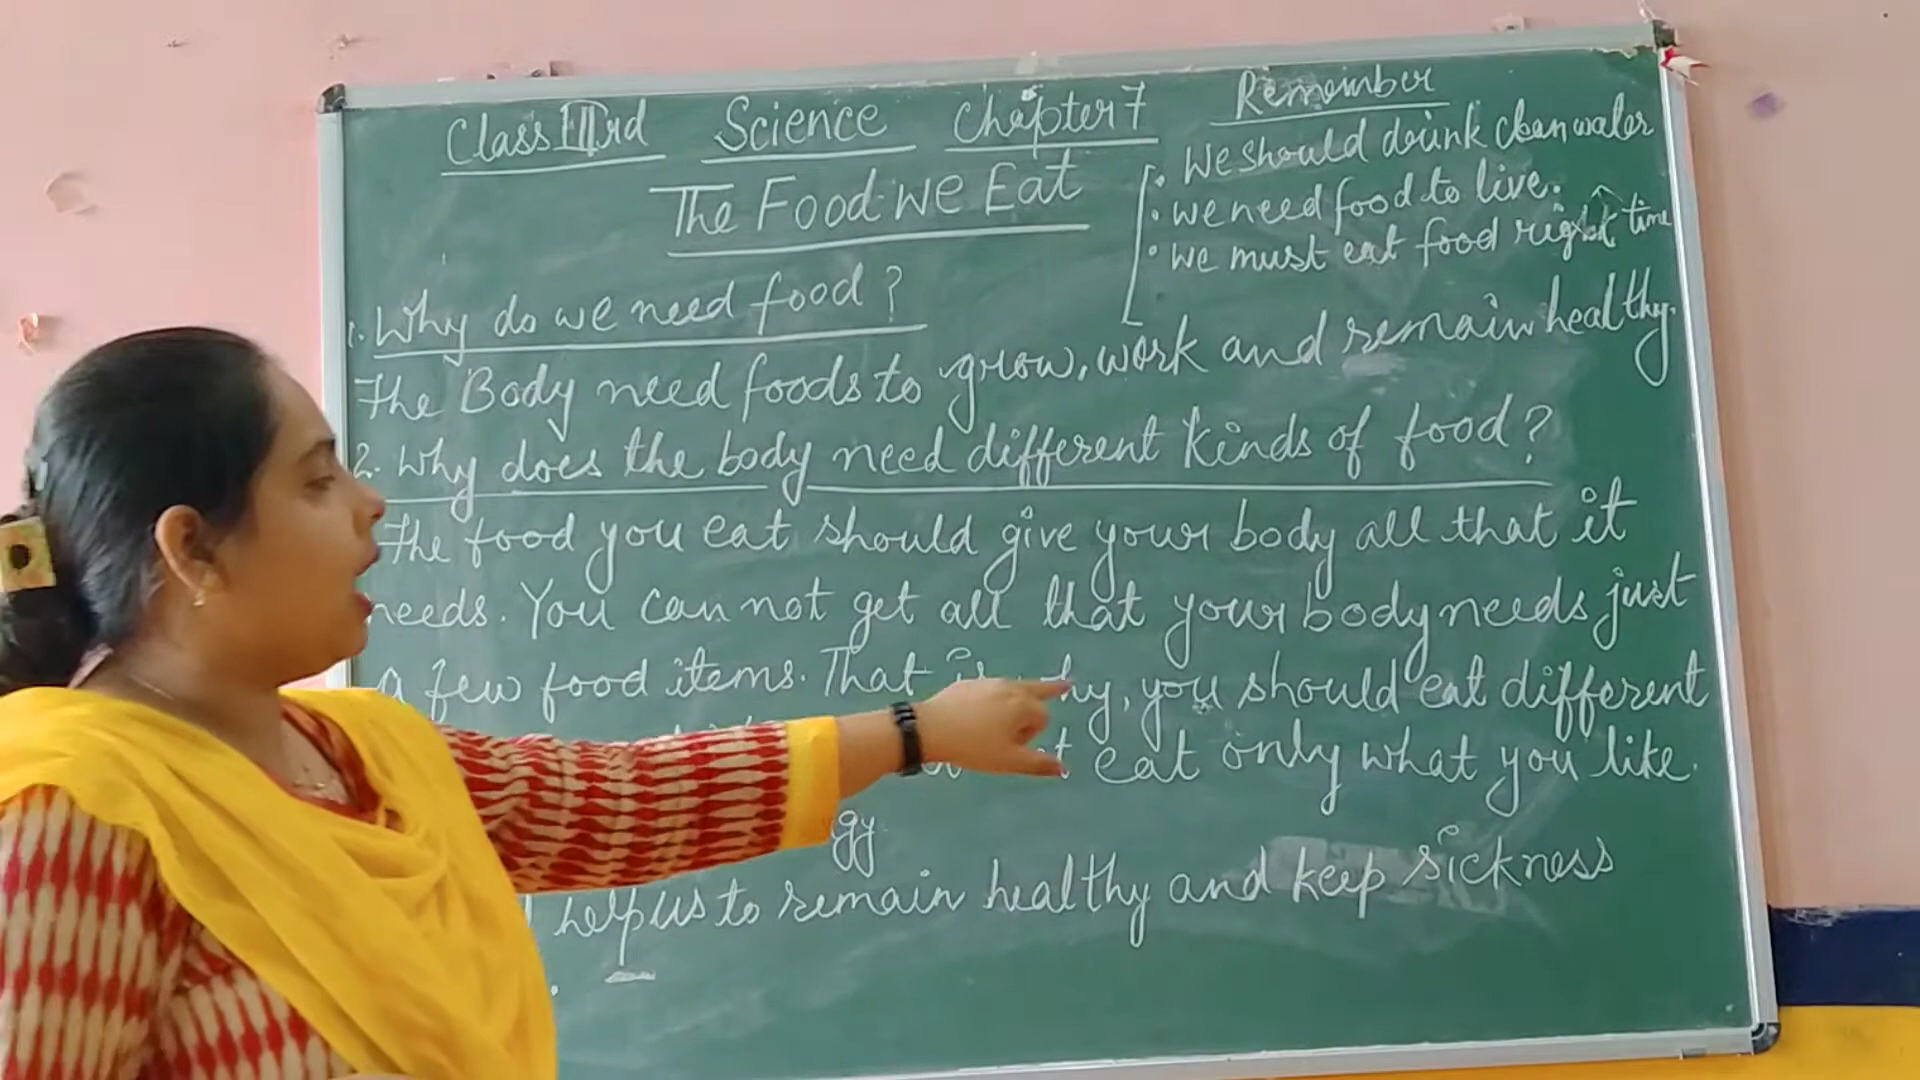 Class IIIrd Science Chapter 7
The Food We Eat
Remember
• We should drink clean water
• we need food to live.
• we must eat food right time
1. Why do we need food?
The Body need foods to grow, work and remain healthy.
2. Why does the body need different kinds of food?
The food you eat should give your body all that it
needs. You can not get all that your body needs just
a few food items. That is why, you should eat different
eat only what you like.
gy
help us to remain healthy and keep sickness